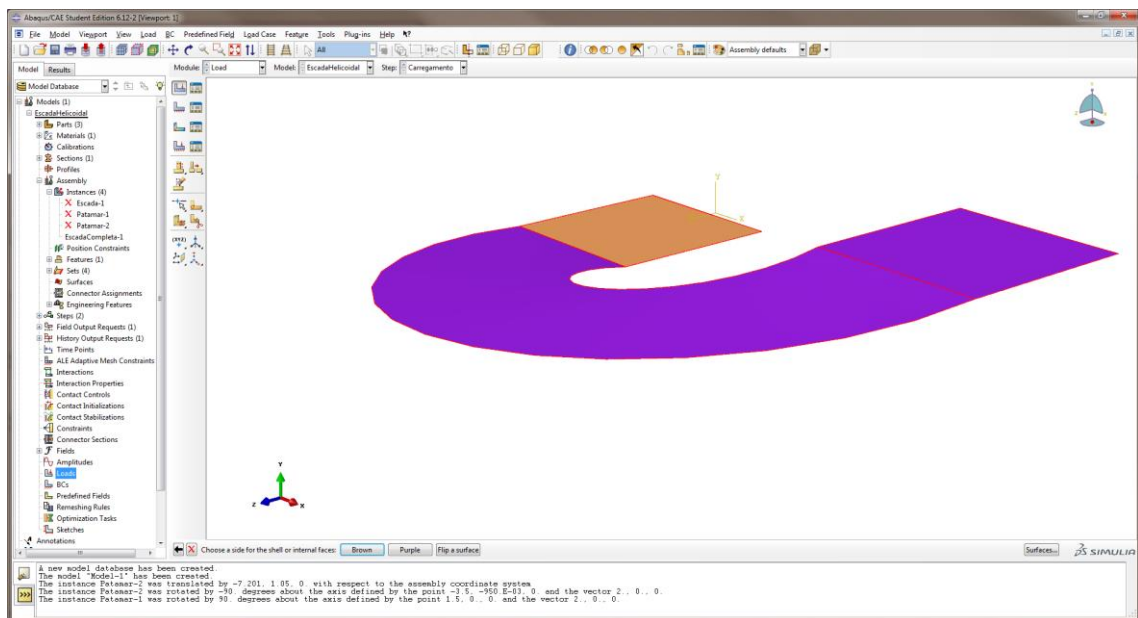 Abaqus/CAE Student Edition 6.12-2 [Viewport: 1]
File Model Viewport View Load BC Predefined Field Load Case Feature Tools Plug-ins Help
All
Assembly defaults
Model Results
Module: Load Model: EscadaHelicoidal Step: Carregamento
Model Database
Models (1)
EscadaHelicoidal
Parts (3)
Materials (1)
Calibrations
Sections (1)
Profiles
Assembly
Instances (4)
Escada-1
Patamar-1
Patamar-2
EscadaCompleta-1
Position Constraints
Features (1)
Sets (4)
Surfaces
Connector Assignments
Engineering Features
Steps (2)
Field Output Requests (1)
History Output Requests (1)
Time Points
ALE Adaptive Mesh Constraints
Interactions
Interaction Properties
Contact Controls
Contact Initializations
Contact Stabilizations
Constraints
Connector Sections
Fields
Amplitudes
Loads
BCs
Predefined Fields
Remeshing Rules
Optimization Tasks
Sketches
Annotations
Y
X
Y
Z
X
Choose a side for the shell or internal faces: Brown Purple Flip a surface Surfaces... SIMULIA
A new model database has been created.
The model "Model-1" has been created.
The instance Patamar-2 was translated by -7.201, 1.05, 0. with respect to the assembly coordinate system
The instance Patamar-2 was rotated by -90. degrees about the axis defined by the point -3.5, -950.E-03, 0. and the vector 2., 0., 0.
The instance Patamar-1 was rotated by 90. degrees about the axis defined by the point 1.5, 0., 0. and the vector 2., 0., 0.